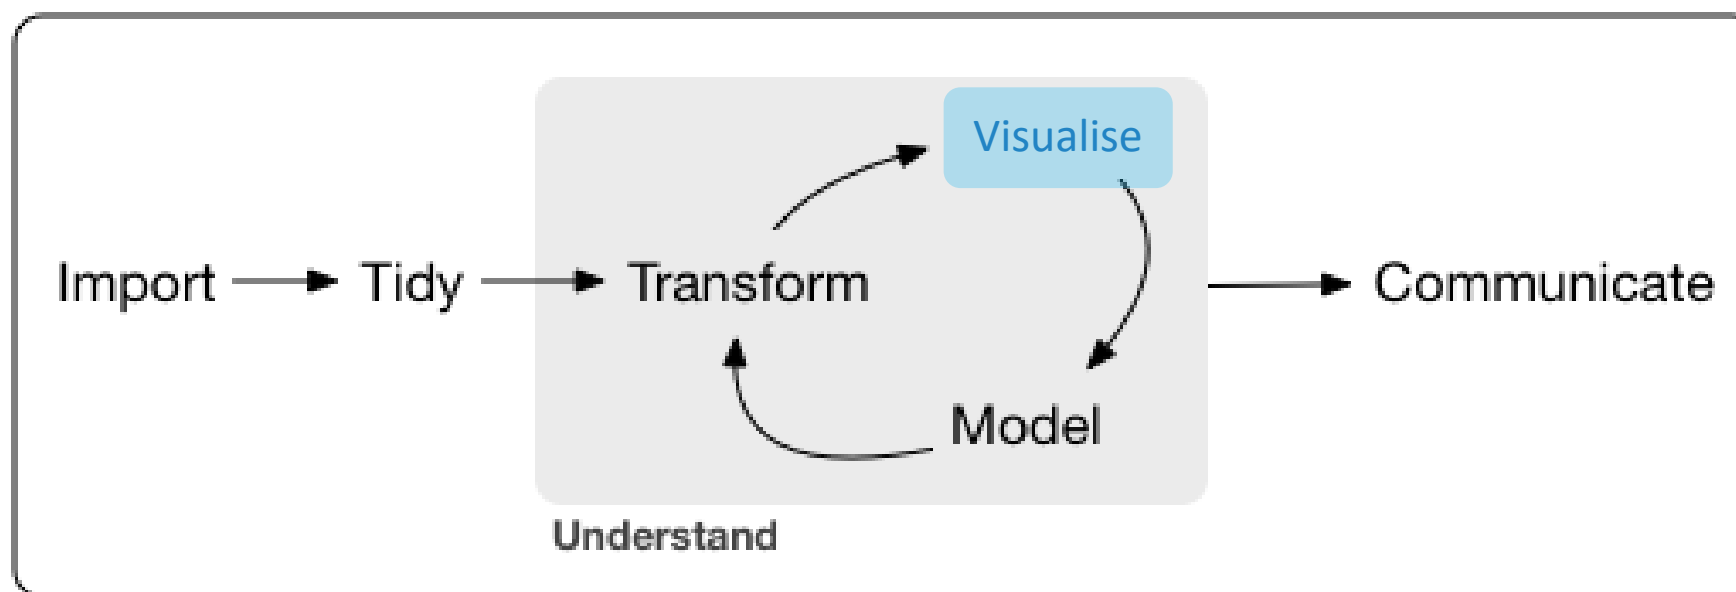 Visualise
Import
Tidy
Transform
Communicate
Model
Understand